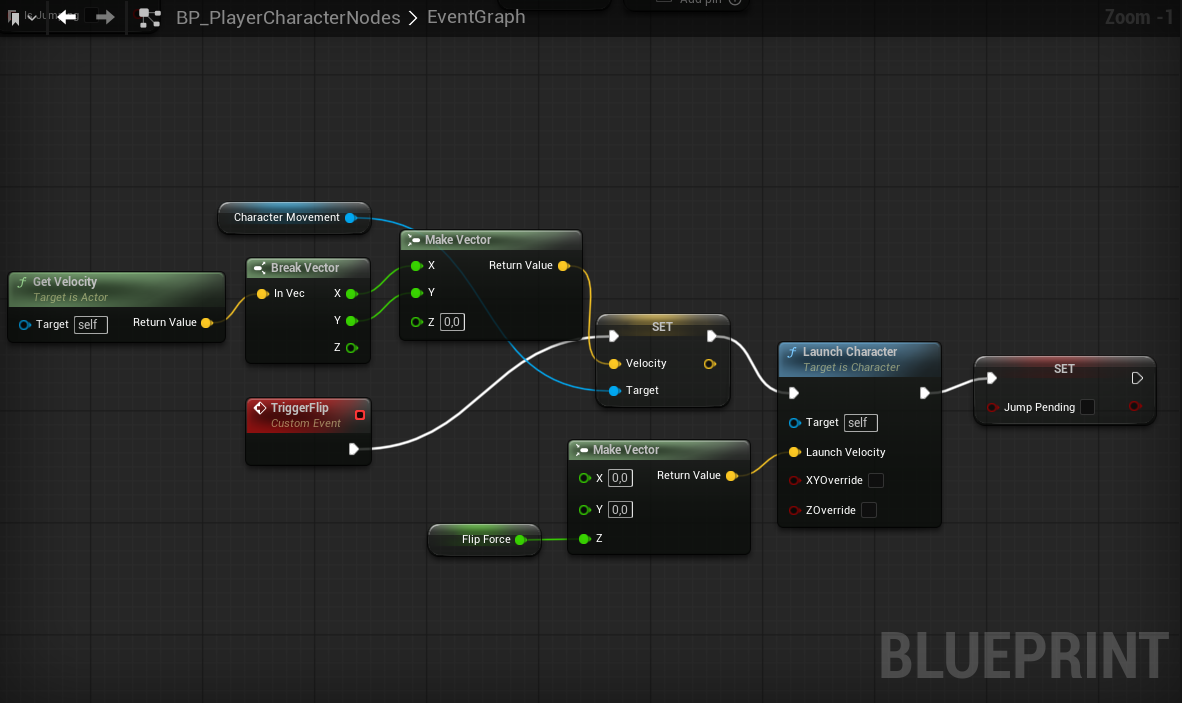 Add pin
BP_PlayerCharacterNodes > EventGraph
Zoom -1
Character Movement
Make Vector
X
Return Value
Y
Z 0,0
Get Velocity
Target is Actor
Target self
Return Value
Break Vector
In Vec
X
Y
Z
SET
Velocity
Target
TriggerFlip
Custom Event
Launch Character
Target is Character
Target self
Launch Velocity
XYOverride
ZOverride
SET
Jump Pending
Make Vector
X 0,0
Return Value
Y 0,0
Z
Flip Force
BLUEPRINT